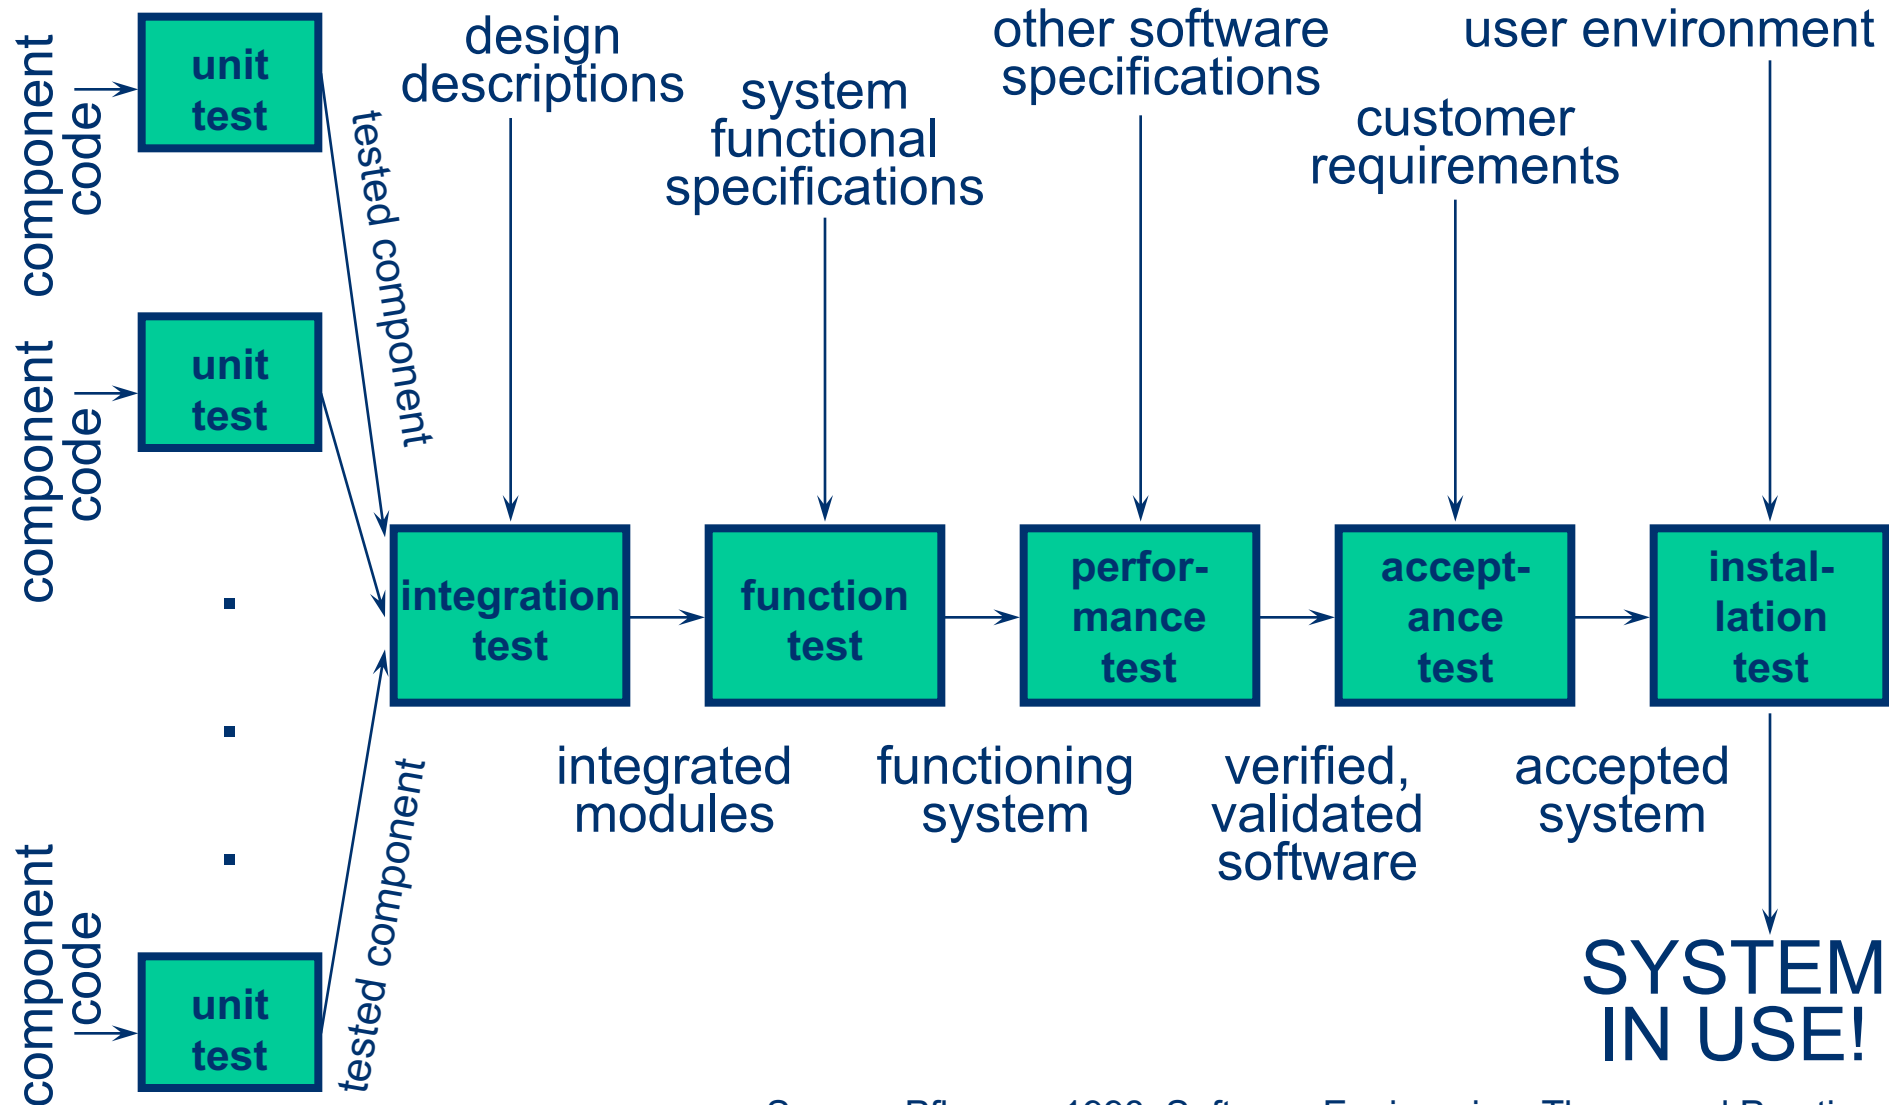 component
code
unit
test
tested component
design
descriptions
system
functional
specifications
other software
specifications
customer
requirements
user environment
component
code
unit
test
integration
test
function
test
perfor-
mance
test
accept-
ance
test
instal-
lation
test
integrated
modules
functioning
system
verified,
validated
software
accepted
system
component
code
unit
test
tested component
SYSTEM
IN USE!